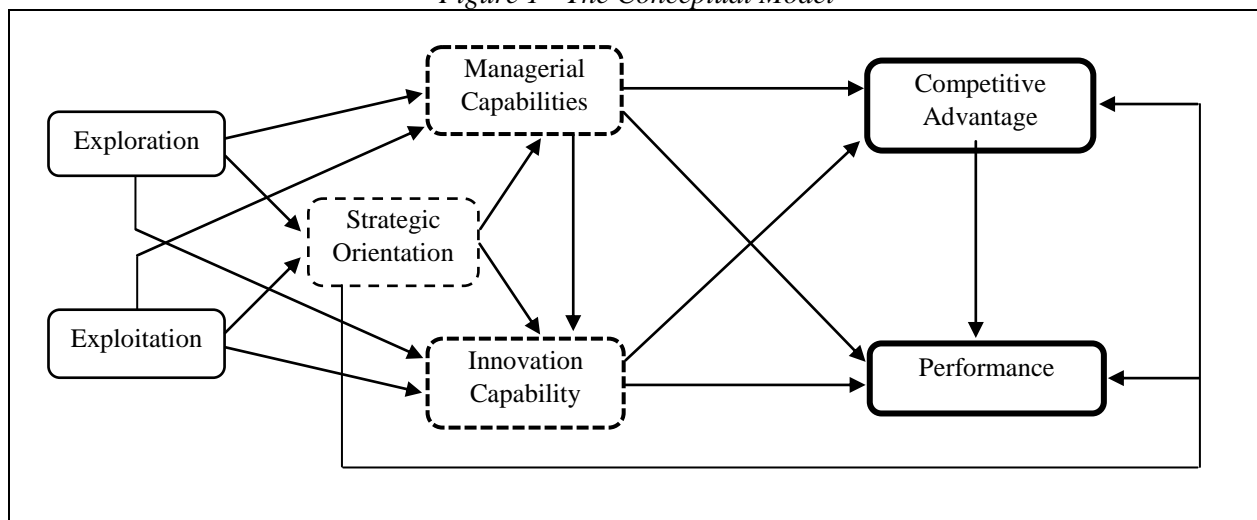 Figure 1 - The Conceptual Model
Managerial
Capabilities
Competitive
Advantage
Exploration
Strategic
Orientation
Exploitation
Innovation
Capability
Performance